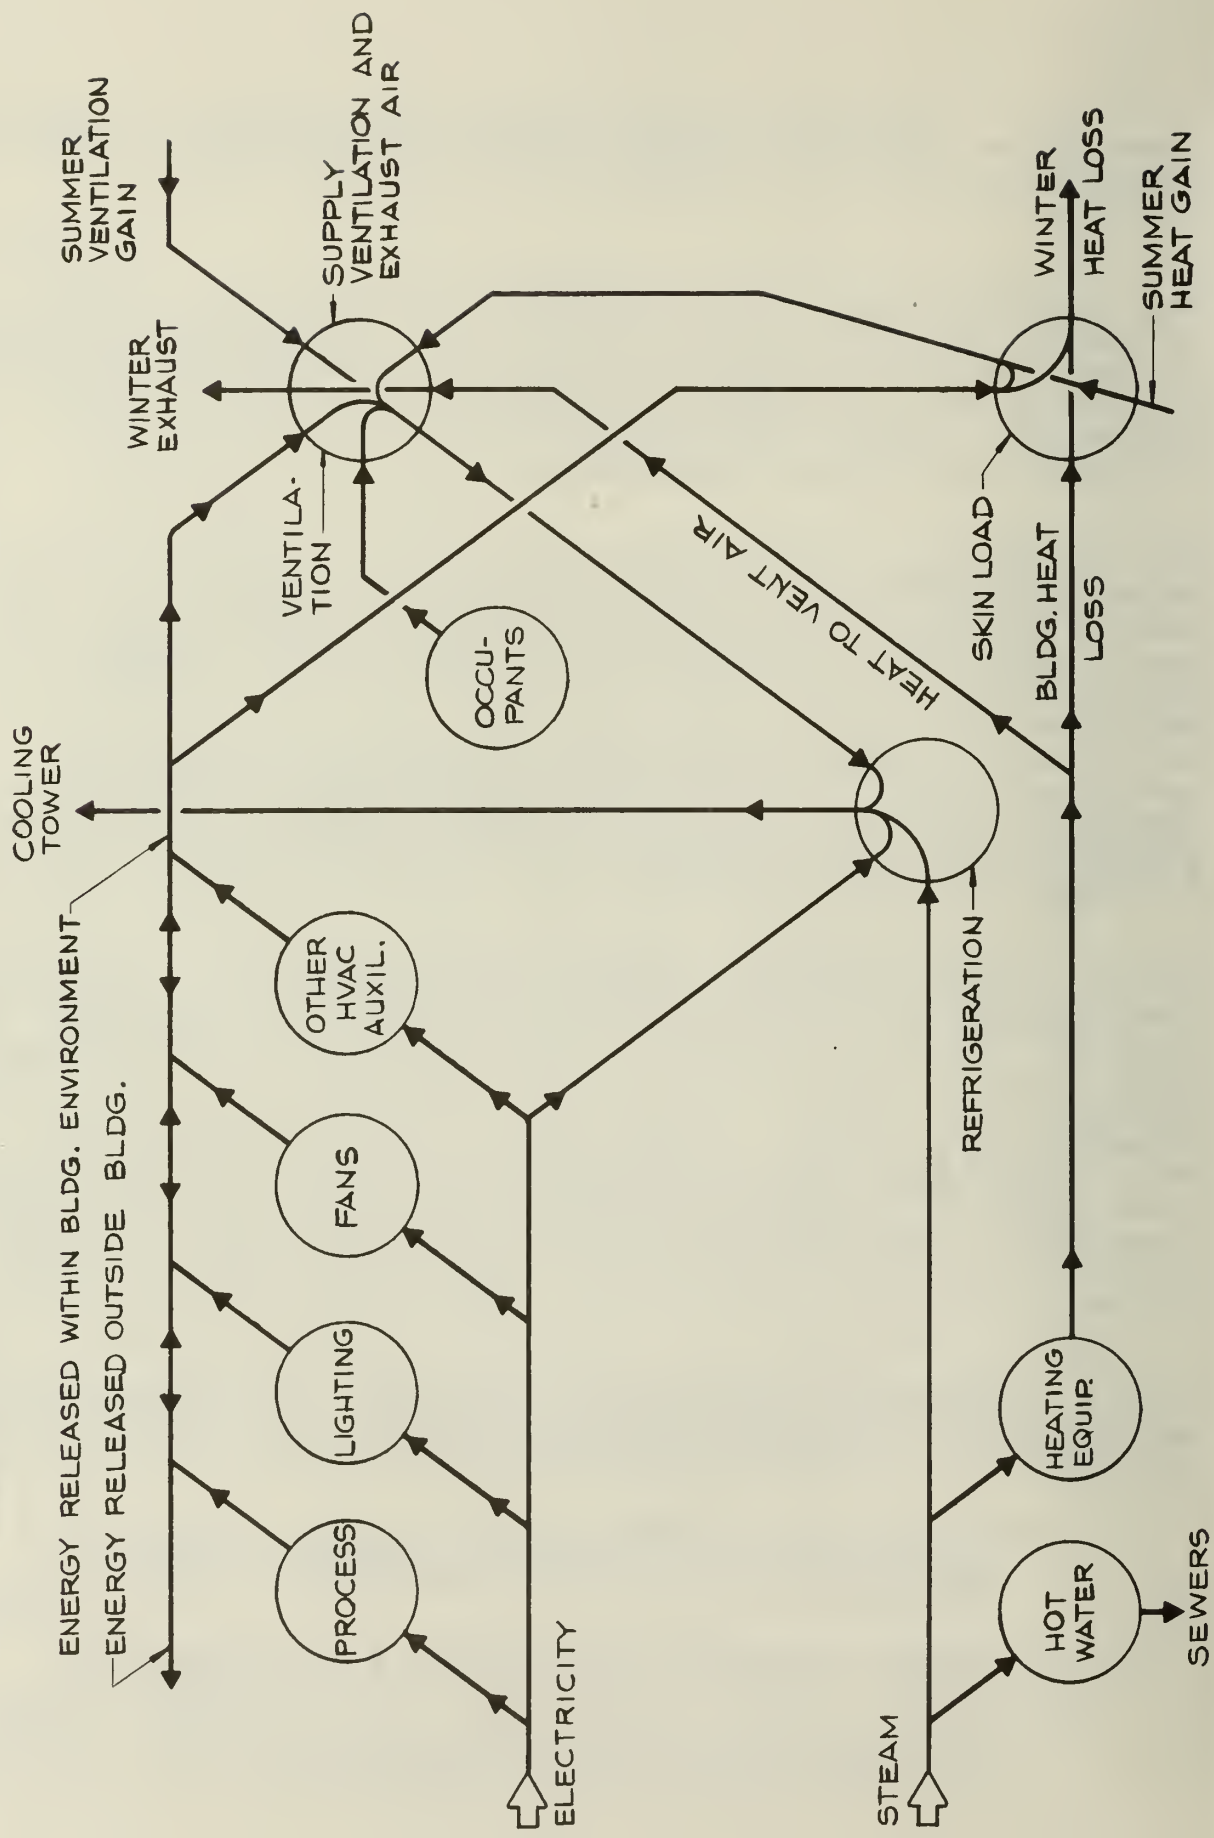 ENERGY RELEASED WITHIN BLDG. ENVIRONMENT
ENERGY RELEASED OUTSIDE BLDG.
COOLING
TOWER
WINTER
EXHAUST
SUMMER
VENTILATION
GAIN
SUPPLY
VENTILATION AND
EXHAUST AIR
VENTILA-
TION
PROCESS
LIGHTING
FANS
OTHER
HVAC
AUXIL.
OCCU-
PANTS
ELECTRICITY
HEAT TO VENT AIR
STEAM
REFRIGERATION
SKIN LOAD
HOT
WATER
SEWERS
HEATING
EQUIP.
BLDG. HEAT
LOSS
WINTER
HEAT LOSS
SUMMER
HEAT GAIN